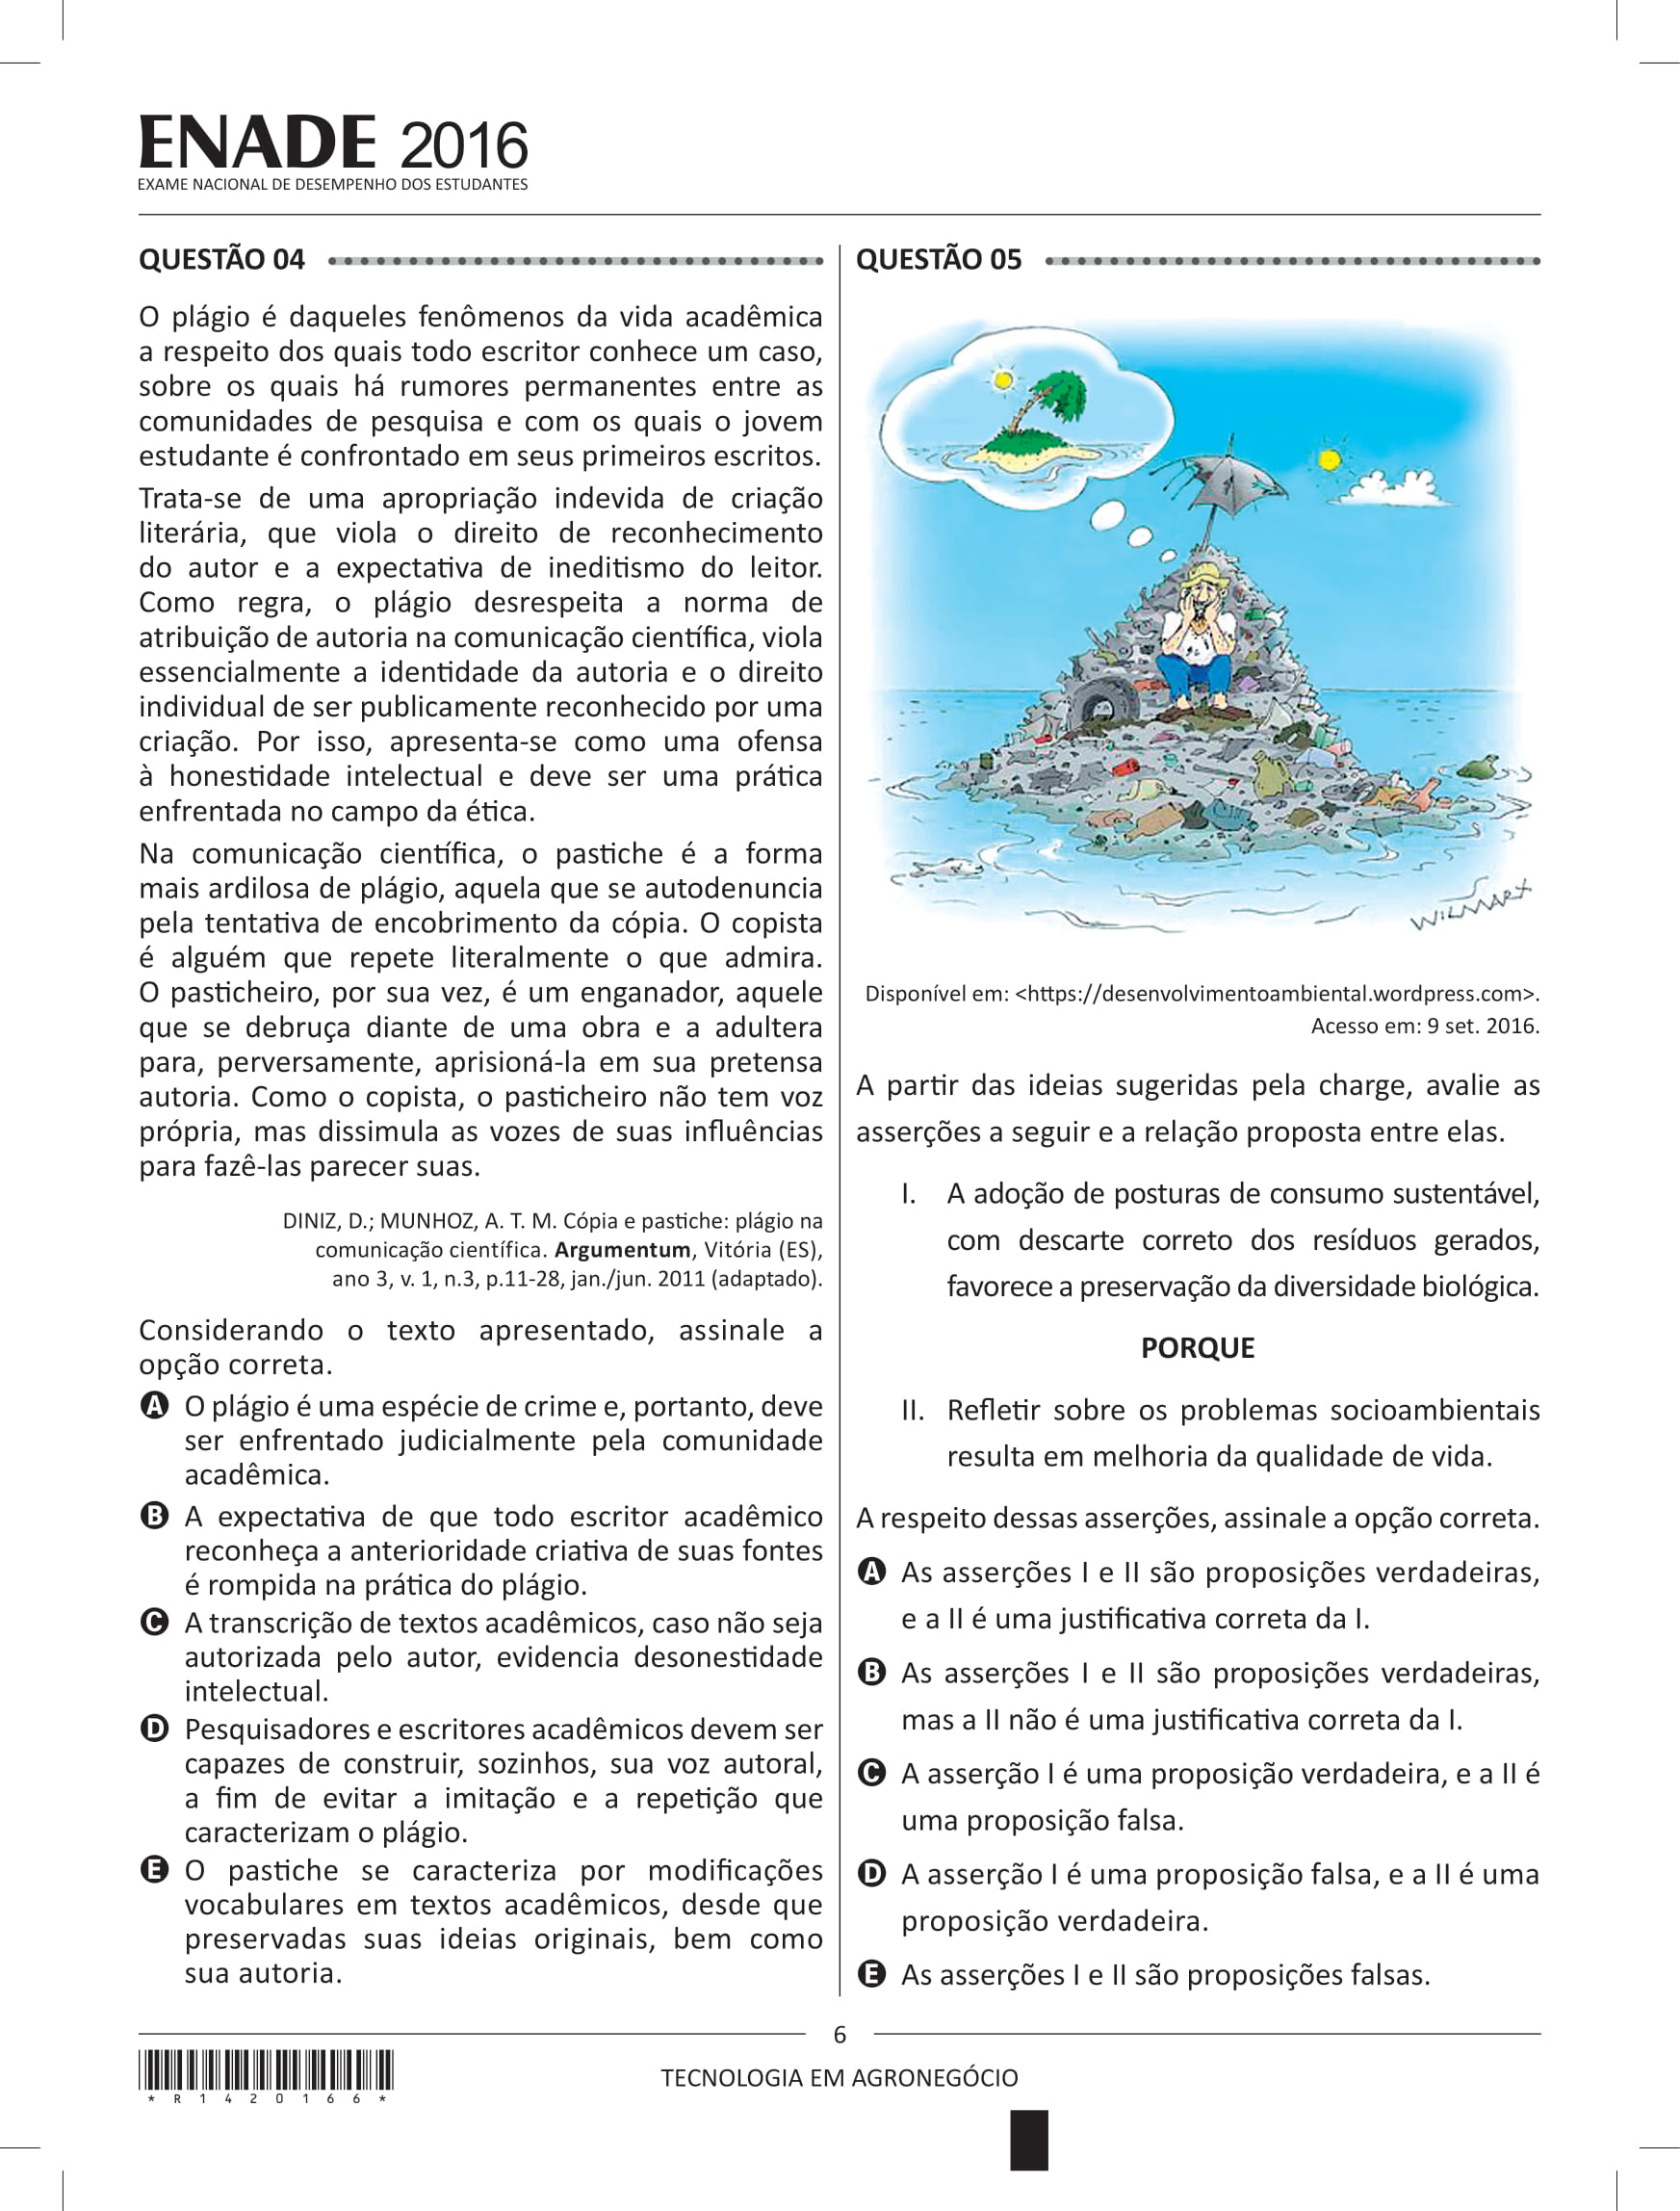 ENADE 2016
EXAME NACIONAL DE DESEMPENHO DOS ESTUDANTES
QUESTÃO 04
O plágio é daqueles fenômenos da vida acadêmica
a respeito dos quais todo escritor conhece um caso,
sobre os quais há rumores permanentes entre as
comunidades de pesquisa e com os quais o jovem
estudante é confrontado em seus primeiros escritos.
Trata-se de uma apropriação indevida de criação
literária, que viola o direito de reconhecimento
do autor e a expectativa de ineditismo do leitor.
Como regra, o plágio desrespeita a norma de
atribuição de autoria na comunicação científica, viola
essencialmente a identidade da autoria e o direito
individual de ser publicamente reconhecido por uma
criação. Por isso, apresenta-se como uma ofensa
à honestidade intelectual e deve ser uma prática
enfrentada no campo da ética.
Na comunicação científica, o pastiche é a forma
mais ardilosa de plágio, aquela que se autodenuncia
pela tentativa de encobrimento da cópia. O copista
é alguém que repete literalmente o que admira.
O pasticheiro, por sua vez, é um enganador, aquele
que se debruça diante de uma obra e a adultera
para, perversamente, aprisioná-la em sua pretensa
autoria. Como o copista, o pasticheiro não tem voz
própria, mas dissimula as vozes de suas influências
para fazê-las parecer suas.
DINIZ, D.; MUNHOZ, A. T. M. Cópia e pastiche: plágio na
comunicação científica. Argumentum, Vitória (ES),
ano 3, v. 1, n.3, p.11-28, jan./jun. 2011 (adaptado).
Considerando o texto apresentado, assinale a
opção correta.
A O plágio é uma espécie de crime e, portanto, deve
ser enfrentado judicialmente pela comunidade
acadêmica.
B A expectativa de que todo escritor acadêmico
reconheça a anterioridade criativa de suas fontes
é rompida na prática do plágio.
C A transcrição de textos acadêmicos, caso não seja
autorizada pelo autor, evidencia desonestidade
intelectual.
D Pesquisadores e escritores acadêmicos devem ser
capazes de construir, sozinhos, sua voz autoral,
a fim de evitar a imitação e a repetição que
caracterizam o plágio.
E O pastiche se caracteriza por modificações
vocabulares em textos acadêmicos, desde que
preservadas suas ideias originais, bem como
sua autoria.
QUESTÃO 05
WILMARX
Disponível em: <https://desenvolvimentoambiental.wordpress.com>.
Acesso em: 9 set. 2016.
A partir das ideias sugeridas pela charge, avalie as
asserções a seguir e a relação proposta entre elas.
I. A adoção de posturas de consumo sustentável,
com descarte correto dos resíduos gerados,
favorece a preservação da diversidade biológica.
PORQUE
II. Refletir sobre os problemas socioambientais
resulta em melhoria da qualidade de vida.
A respeito dessas asserções, assinale a opção correta.
A As asserções I e II são proposições verdadeiras,
e a II é uma justificativa correta da I.
B As asserções I e II são proposições verdadeiras,
mas a II não é uma justificativa correta da I.
C A asserção I é uma proposição verdadeira, e a II é
uma proposição falsa.
D A asserção I é uma proposição falsa, e a II é uma
proposição verdadeira.
E As asserções I e II são proposições falsas.
6
*R1420166*
TECNOLOGIA EM AGRONEGÓCIO